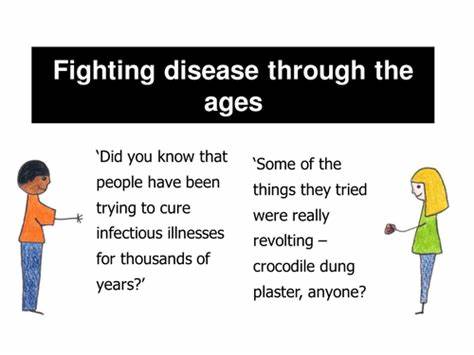 Fighting disease through the
ages
‘Did you know that
people have been
trying to cure
infectious illnesses
for thousands of
years?’
‘Some of the
things they tried
were really
revolting –
crocodile dung
plaster, anyone?